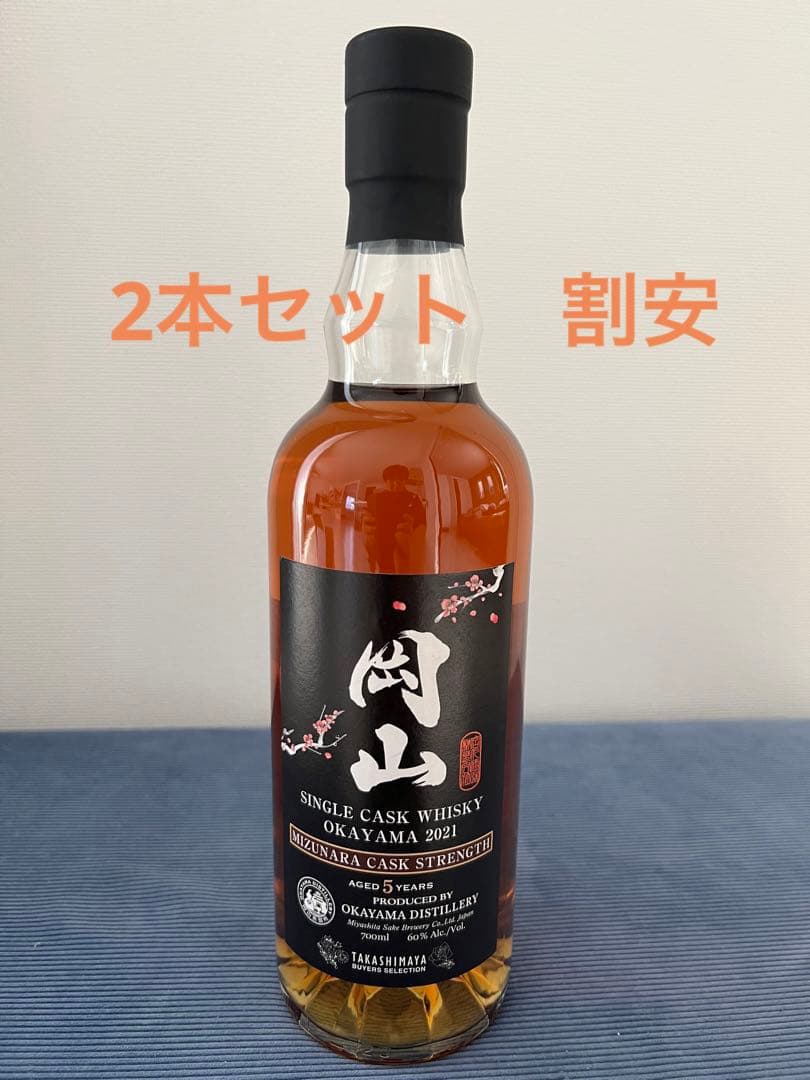 2本セット　割安
岡山
SINGLE CASK WHISKY
OKAYAMA 2021
MIZUNARA CASK STRENGTH
AGED 5 YEARS
PRODUCED BY
OKAYAMA DISTILLERY
Miyashita Sake Brewery Co.,Ltd. Japan
700ml 60% Alc./Vol.
TAKASHIMAYA
BUYERS SELECTION